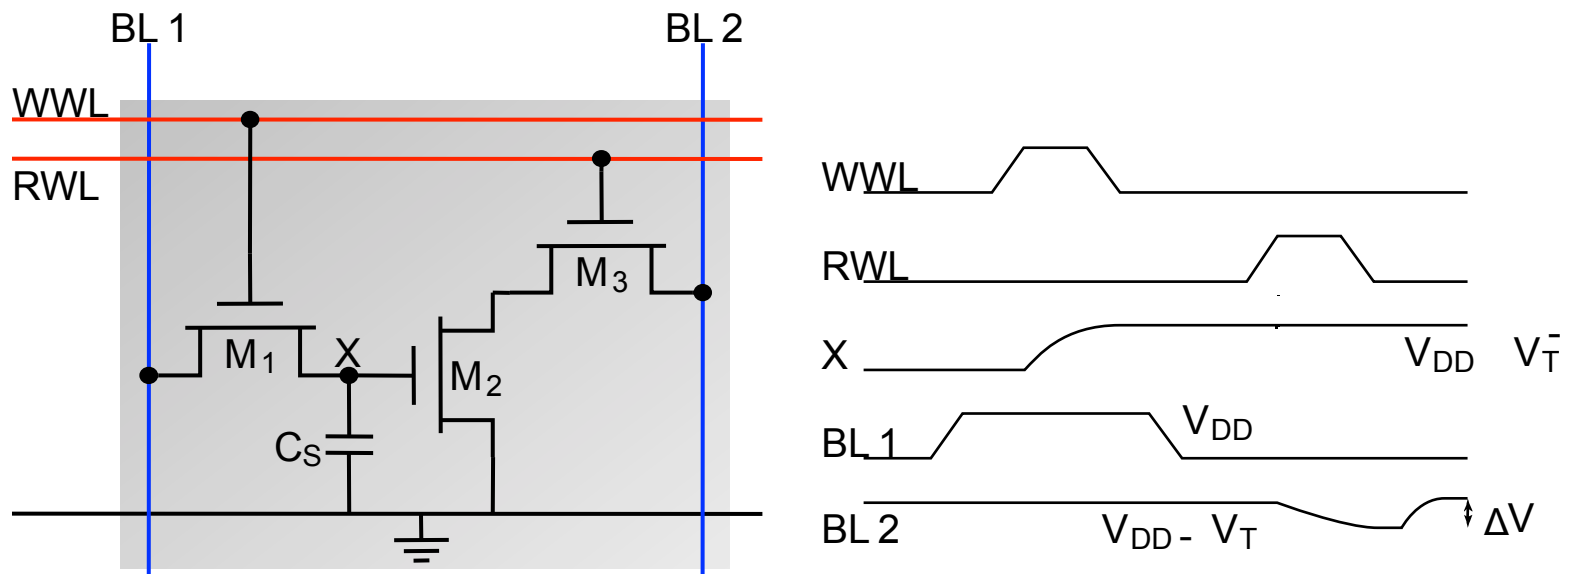 BL 1
BL 2
WWL
RWL
M3
M1
X
M2
CS
WWL
RWL
X
VDD VT-
BL 1
VDD
BL 2
VDD - VT
ΔV